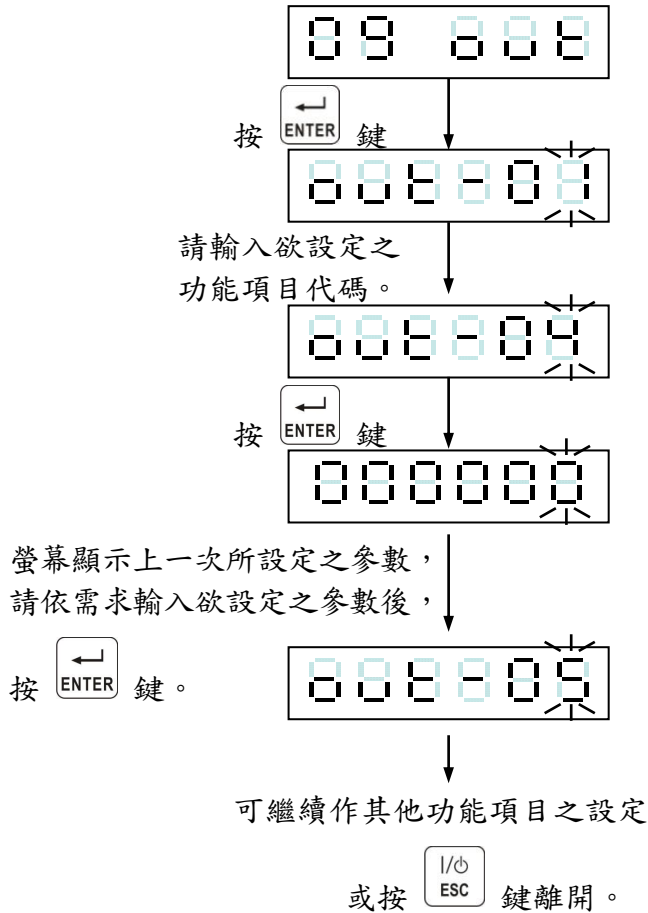 09 out
按 ENTER 鍵
out-01
請輸入欲設定之
功能項目代碼。
out-04
按 ENTER 鍵
000000
螢幕顯示上一次所設定之參數，
請依需求輸入欲設定之參數後，
按 ENTER 鍵。
out-05
可繼續作其他功能項目之設定
或按 I/⏻ ESC 鍵離開。